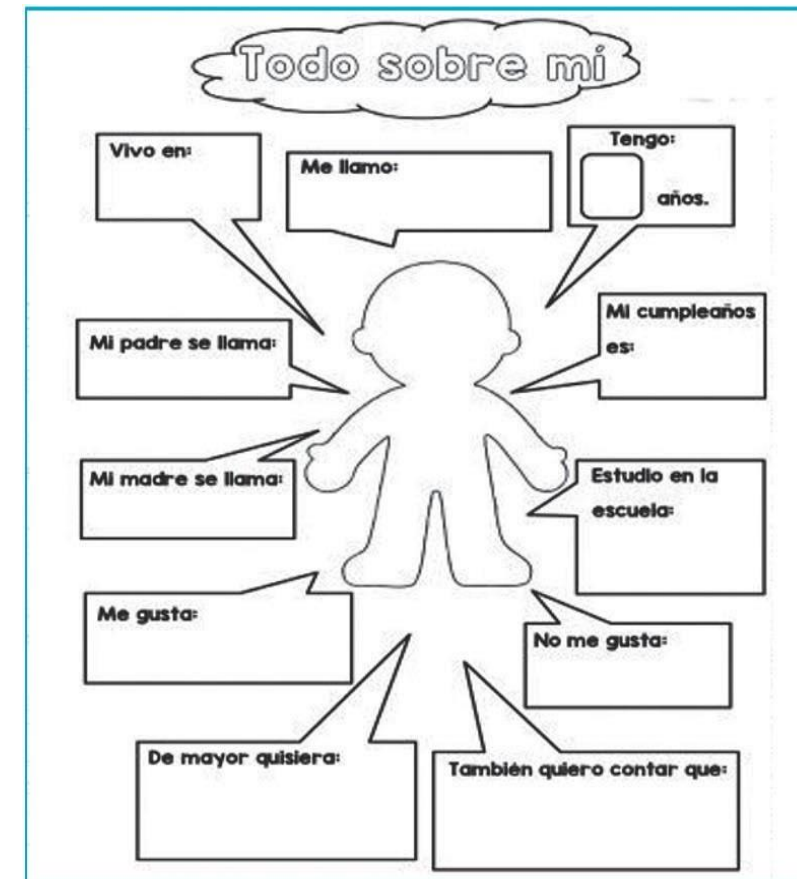 Todo sobre mí
Vivo en:
Me llamo:
Tengo:
años.
Mi padre se llama:
Mi cumpleaños
es:
Mi madre se llama:
Estudio en la
escuela:
Me gusta:
No me gusta:
De mayor quisiera:
También quiero contar que: